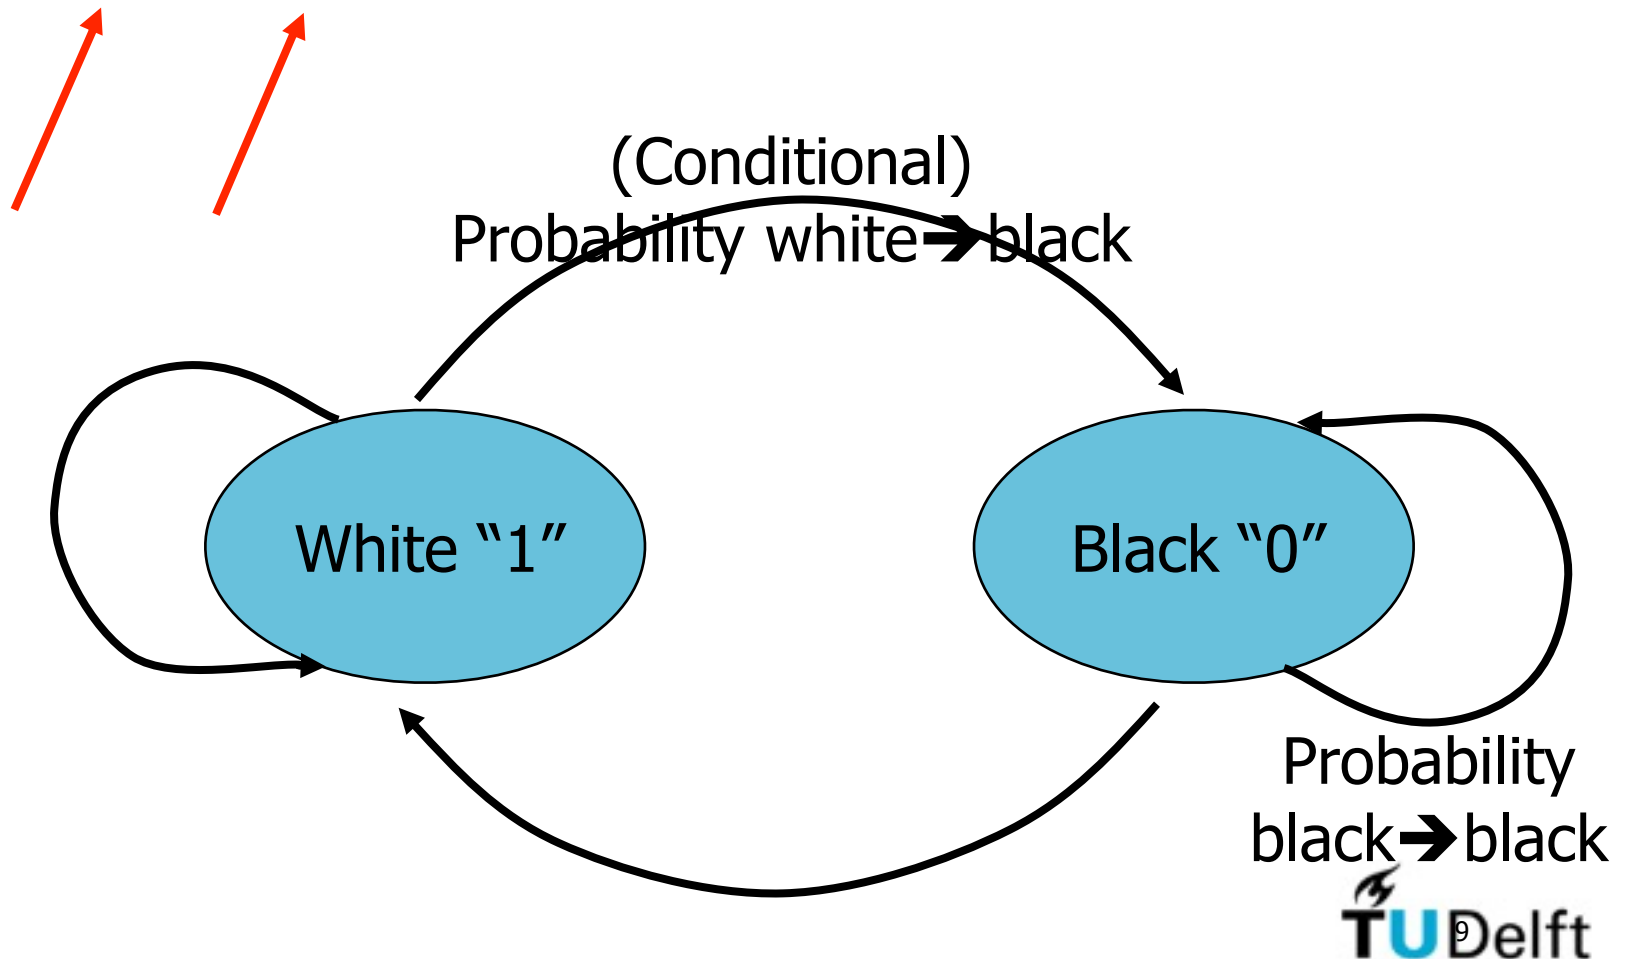 (Conditional)
Probability white➔black
White “1” Black “0”
Probability
black➔black
TUDelft
9